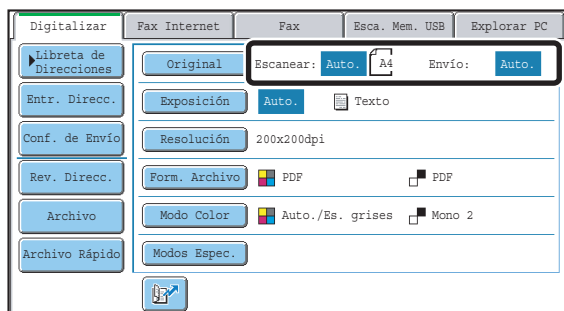 Digitalizar Fax Internet Fax Esca. Mem. USB Explorar PC
Libreta de
Direcciones
Original Escanear: Auto. A4 Envío: Auto.
Entr. Direcc. Exposición Auto. Texto
Conf. de Envío Resolución 200x200dpi
Rev. Direcc. Form. Archivo PDF PDF
Archivo Modo Color Auto./Es. grises Mono 2
Archivo Rápido Modos Espec.